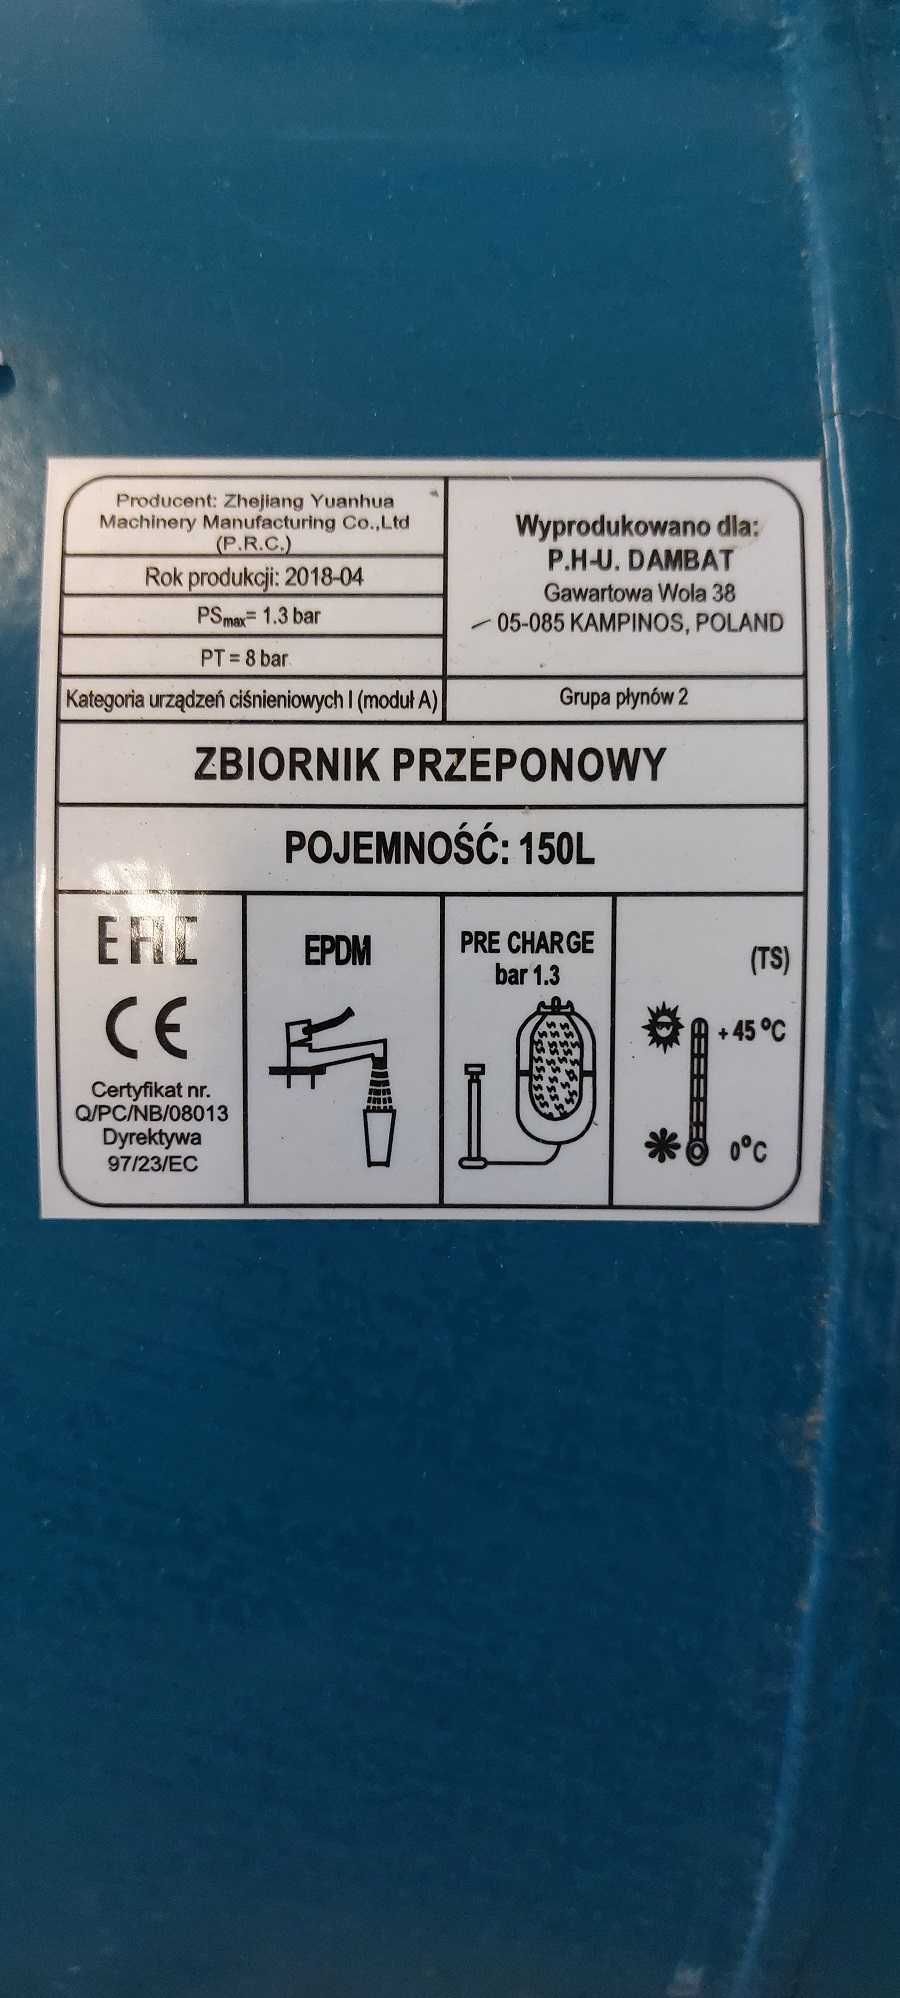 Producent: Zhejiang Yuanhua
Machinery Manufacturing Co.,Ltd
(P.R.C.)
Rok produkcji: 2018-04
PSmax= 1.3 bar
PT = 8 bar
Kategoria urządzeń ciśnieniowych I (moduł A)
Wyprodukowano dla:
P.H-U. DAMBAT
Gawartowa Wola 38
05-085 KAMPINOS, POLAND
Grupa płynów 2
ZBIORNIK PRZEPONOWY
POJEMNOŚĆ: 150L
EAC
CE
Certyfikat nr.
Q/PC/NB/08013
Dyrektywa
97/23/EC
EPDM
PRE CHARGE
bar 1.3
(TS)
+ 45 °C
0°C